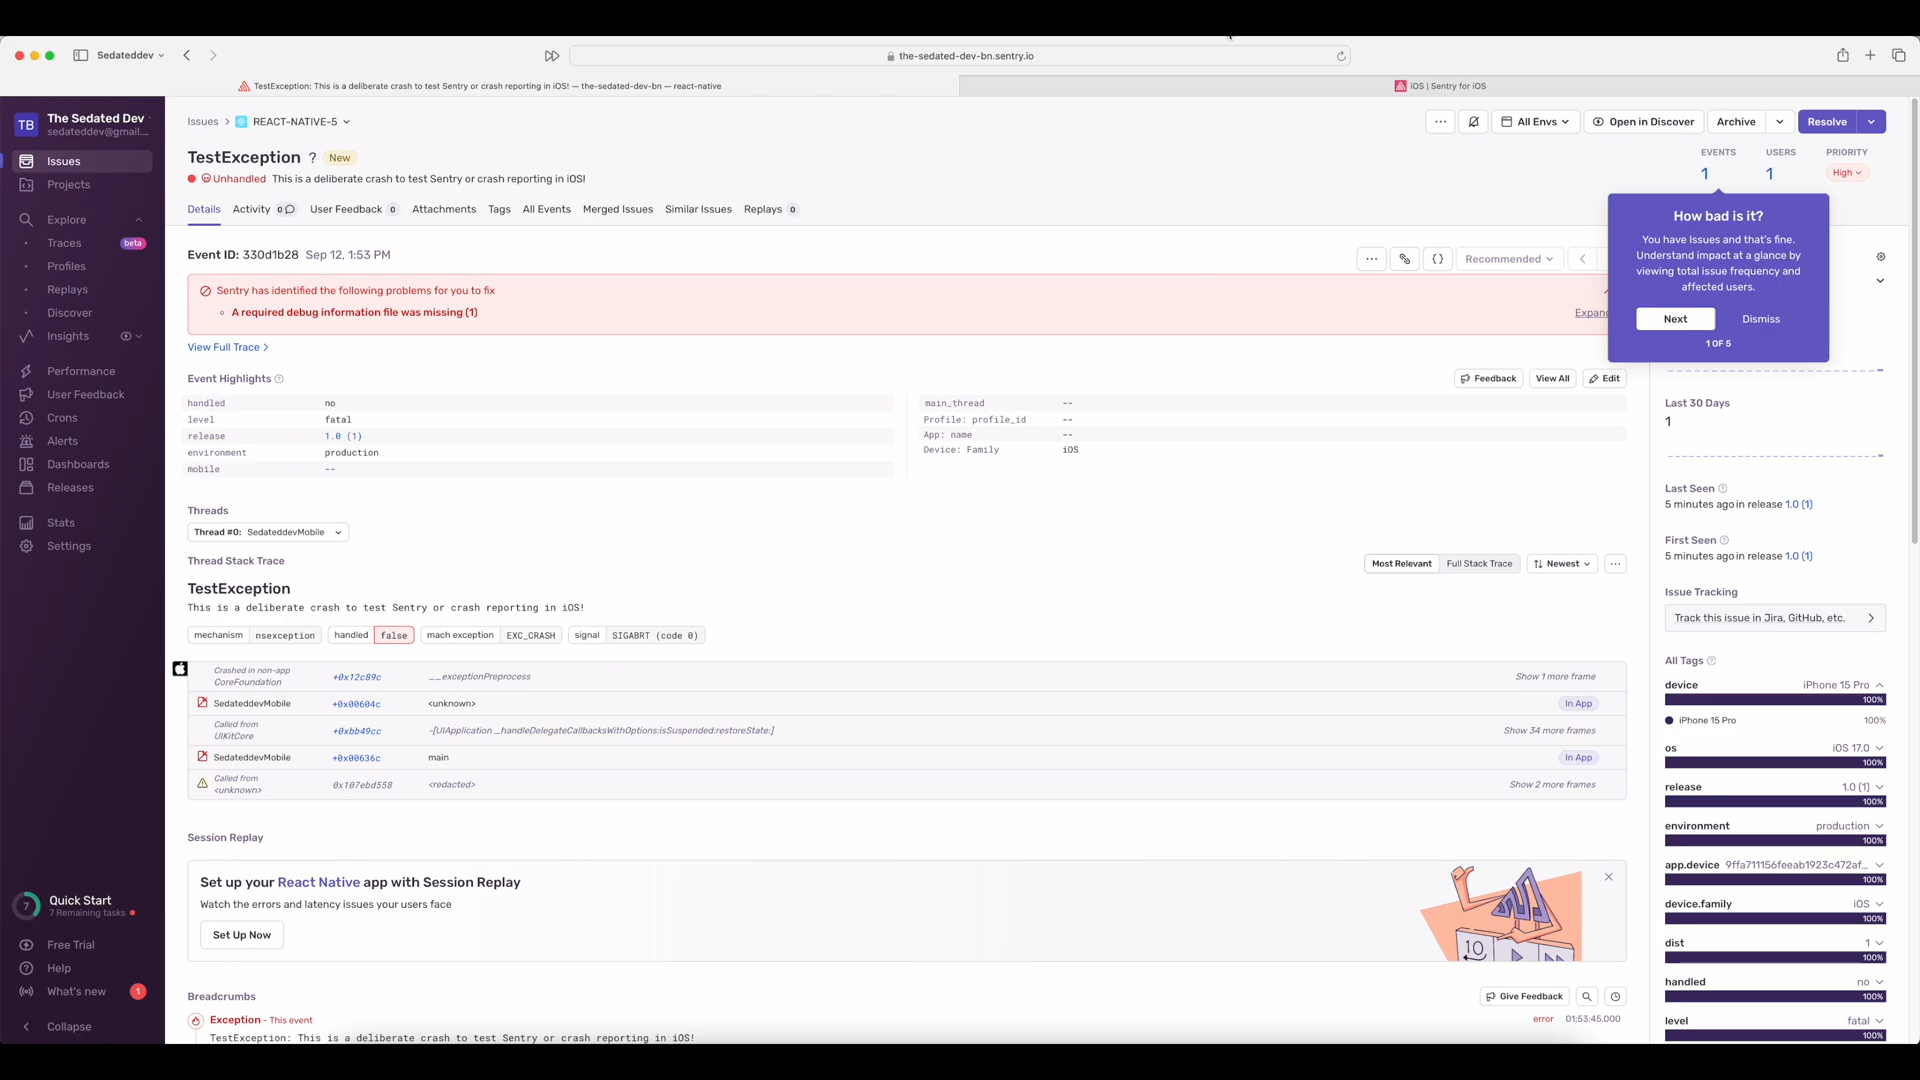 Sedateddev
the-sedated-dev-bn.sentry.io
TestException: This is a deliberate crash to test Sentry or crash reporting in iOS! — the-sedated-dev-bn — react-native
iOS | Sentry for iOS
TB
The Sedated Dev
sedateddev@gmail....
Issues
Projects
Explore
Traces
beta
Profiles
Replays
Discover
Insights
Performance
User Feedback
Crons
Alerts
Dashboards
Releases
Stats
Settings
7
Quick Start
7 Remaining tasks
Free Trial
Help
What's new
1
Collapse
Issues
REACT-NATIVE-5
All Envs
Open in Discover
Archive
Resolve
TestException ? New
Unhandled This is a deliberate crash to test Sentry or crash reporting in iOS!
EVENTS
1
USERS
1
PRIORITY
High
Details
Activity 0
User Feedback 0
Attachments
Tags
All Events
Merged Issues
Similar Issues
Replays 0
How bad is it?
You have Issues and that's fine.
Understand impact at a glance by
viewing total issue frequency and
affected users.
Next
Dismiss
1 OF 5
Event ID: 330d1b28 Sep 12, 1:53 PM
Recommended
Sentry has identified the following problems for you to fix
A required debug information file was missing (1)
Expand
View Full Trace
Event Highlights
Feedback
View All
Edit
handled no
level fatal
release 1.0 (1)
environment production
mobile --
main_thread --
Profile: profile_id --
App: name --
Device: Family iOS
Threads
Thread #0: SedateddevMobile
Thread Stack Trace
Most Relevant
Full Stack Trace
Newest
TestException
This is a deliberate crash to test Sentry or crash reporting in iOS!
mechanism nsexception
handled false
mach exception EXC_CRASH
signal SIGABRT (code 0)
Crashed in non-app
CoreFoundation
+0x12c89c
__exceptionPreprocess
Show 1 more frame
SedateddevMobile
+0x00604c
<unknown>
In App
Called from
UIKitCore
+0xbb49cc
-[UIApplication _handleDelegateCallbacksWithOptions:isSuspended:restoreState:]
Show 34 more frames
SedateddevMobile
+0x00636c
main
In App
Called from
<unknown>
0x107ebd558
<redacted>
Show 2 more frames
Session Replay
Set up your React Native app with Session Replay
Watch the errors and latency issues your users face
Set Up Now
10
Breadcrumbs
Give Feedback
Exception - This event
error
01:53:45.000
TestException: This is a deliberate crash to test Sentry or crash reporting in iOS!
Last 30 Days
1
Last Seen
5 minutes ago in release 1.0 (1)
First Seen
5 minutes ago in release 1.0 (1)
Issue Tracking
Track this issue in Jira, GitHub, etc.
All Tags
device iPhone 15 Pro
100%
iPhone 15 Pro 100%
os iOS 17.0
100%
release 1.0 (1)
100%
environment production
100%
app.device 9ffa711156feeab1923c472af...
100%
device.family iOS
100%
dist 1
100%
handled no
100%
level fatal
100%